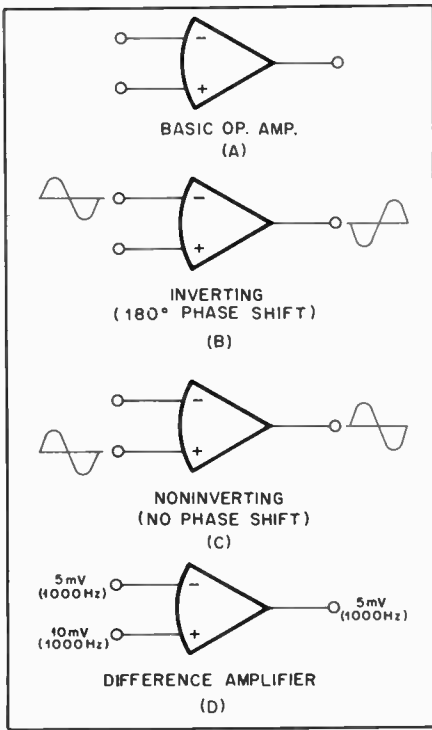 −
+
BASIC OP. AMP.
(A)
−
+
INVERTING
(180° PHASE SHIFT)
(B)
−
+
NONINVERTING
(NO PHASE SHIFT)
(C)
5mV
(1000Hz)
−
5mV
(1000Hz)
10mV
(1000Hz)
+
DIFFERENCE AMPLIFIER
(D)